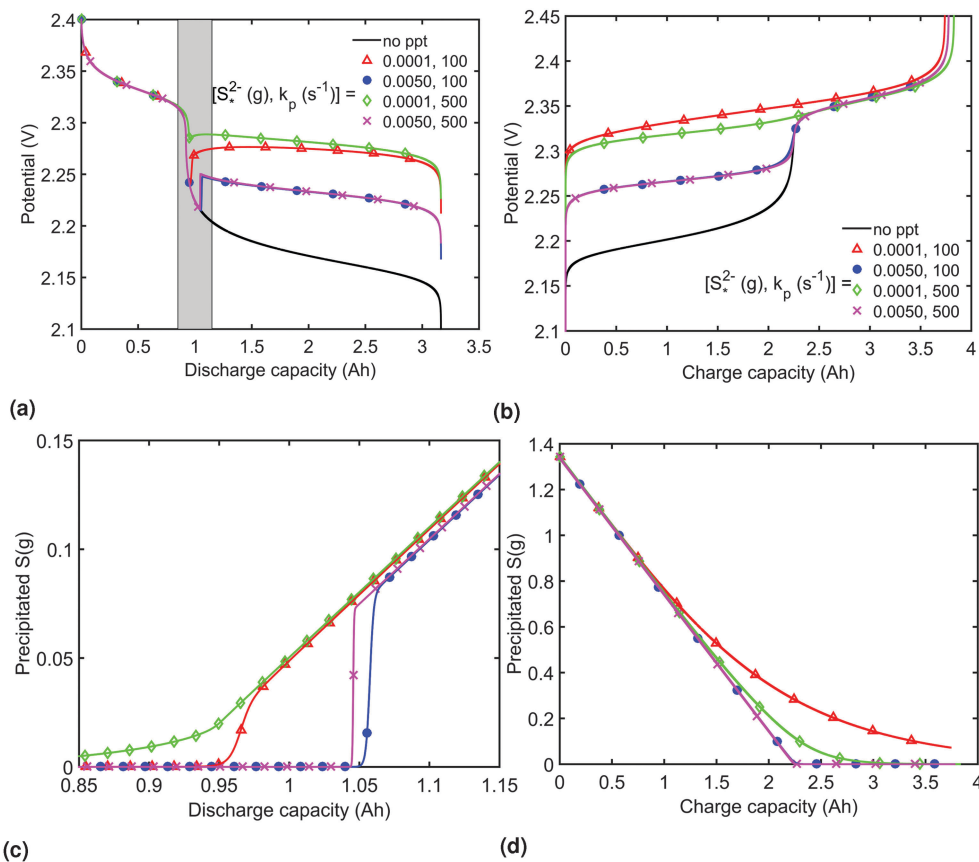 2.4
2.35
2.3
2.25
2.2
2.15
2.1
Potential (V)
0 0.5 1 1.5 2 2.5 3 3.5
Discharge capacity (Ah)
no ppt
0.0001, 100
[S²⁻* (g), kp (s⁻¹)] = 0.0050, 100
0.0001, 500
0.0050, 500
(a)
2.45
2.4
2.35
2.3
2.25
2.2
2.15
2.1
Potential (V)
0 0.5 1 1.5 2 2.5 3 3.5 4
Charge capacity (Ah)
no ppt
0.0001, 100
0.0050, 100
[S²⁻* (g), kp (s⁻¹)] = 0.0001, 500
0.0050, 500
(b)
0.15
0.1
0.05
0
Precipitated S(g)
0.85 0.9 0.95 1 1.05 1.1 1.15
Discharge capacity (Ah)
(c)
1.4
1.2
1
0.8
0.6
0.4
0.2
0
Precipitated S(g)
0 0.5 1 1.5 2 2.5 3 3.5 4
Charge capacity (Ah)
(d)